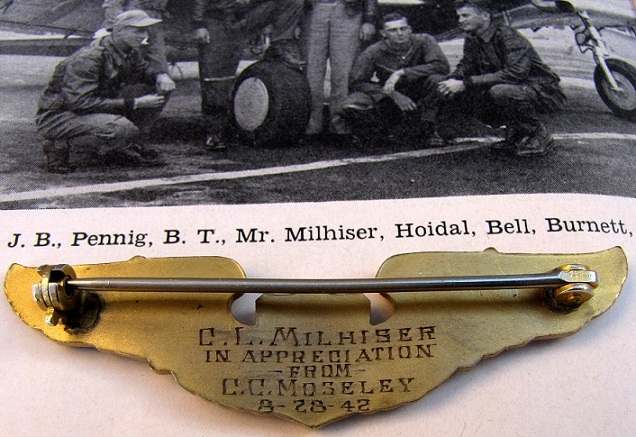 J. B., Pennig, B. T., Mr. Milhiser, Hoidal, Bell, Burnett,
C. L. MILHISER
IN APPRECIATION
- FROM -
C. C. MOSELEY
8-28-42